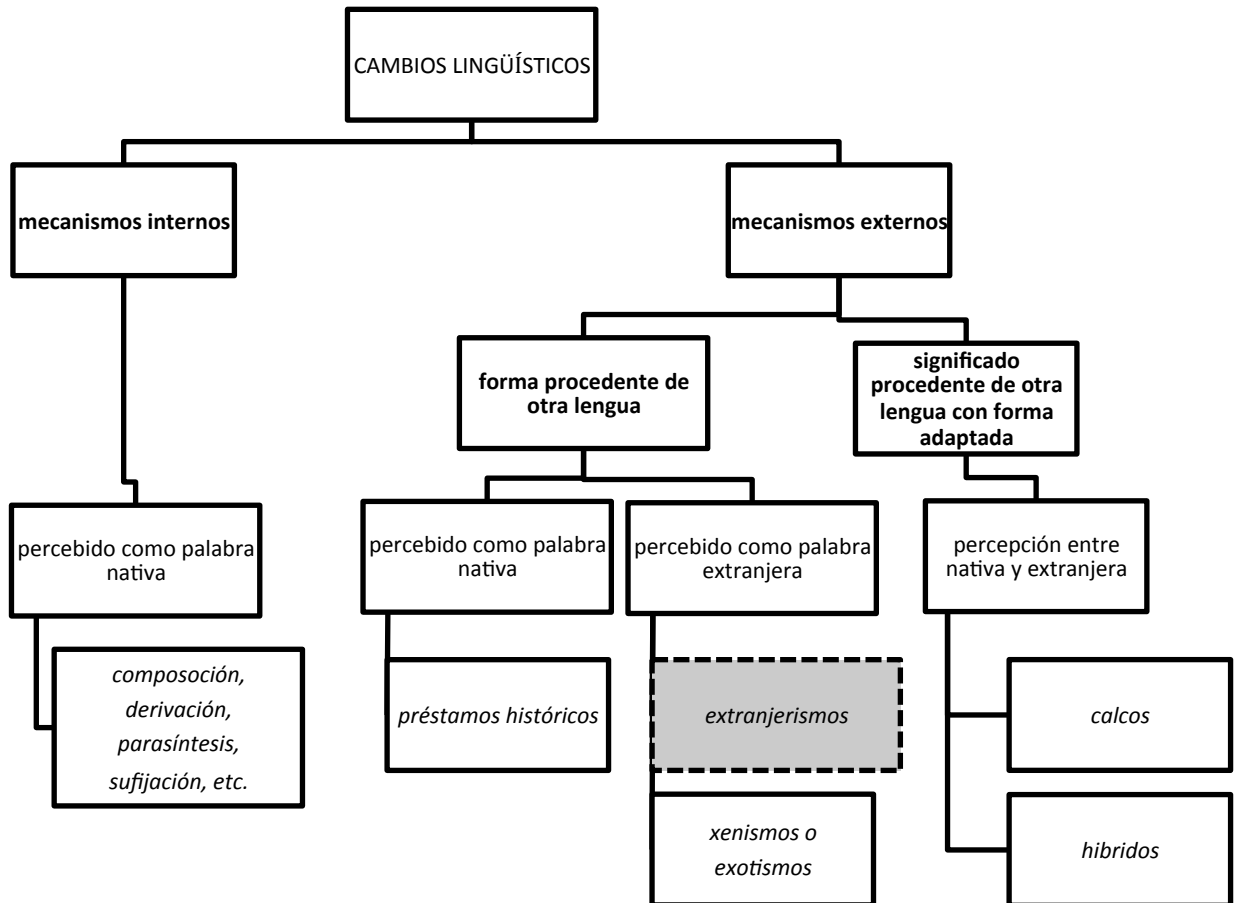 CAMBIOS LINGÜÍSTICOS
mecanismos internos
mecanismos externos
forma procedente de
otra lengua
significado
procedente de otra
lengua con forma
adaptada
percebido como palabra
nativa
percebido como palabra
nativa
percebido como palabra
extranjera
percepción entre
nativa y extranjera
composoción,
derivación,
parasíntesis,
sufijación, etc.
préstamos históricos
extranjerismos
calcos
xenismos o
exotismos
hibridos